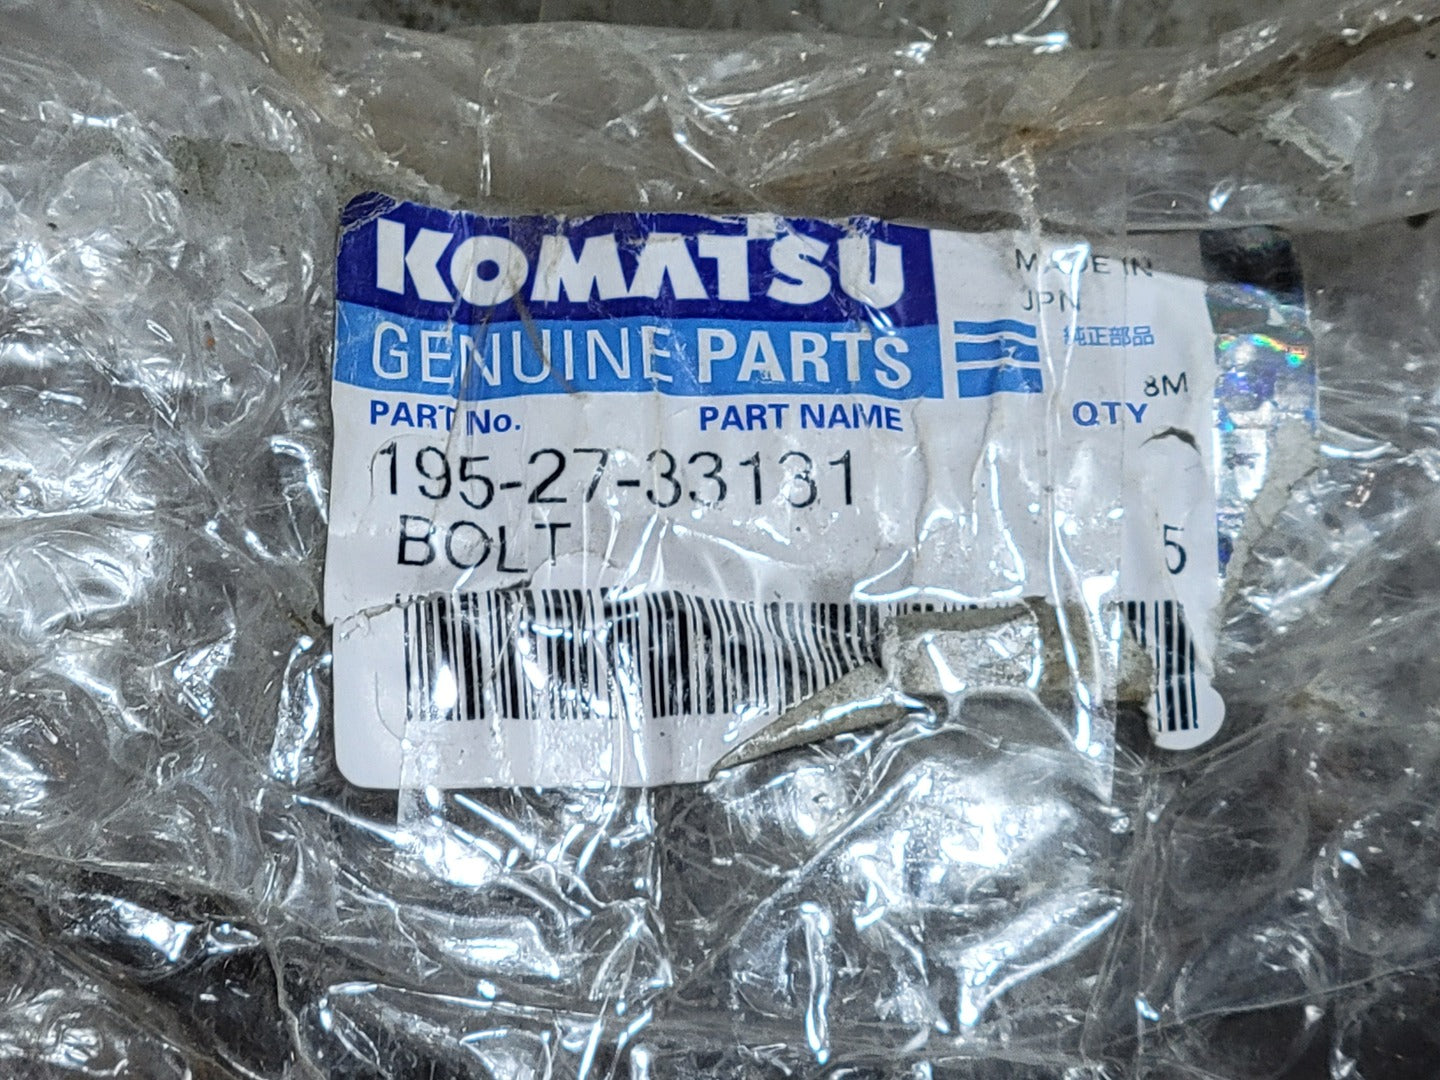 KOMATSU
MADE IN
JPN
GENUINE PARTS
純正部品
8M
PART No. PART NAME QTY
195-27-33131
BOLT 5